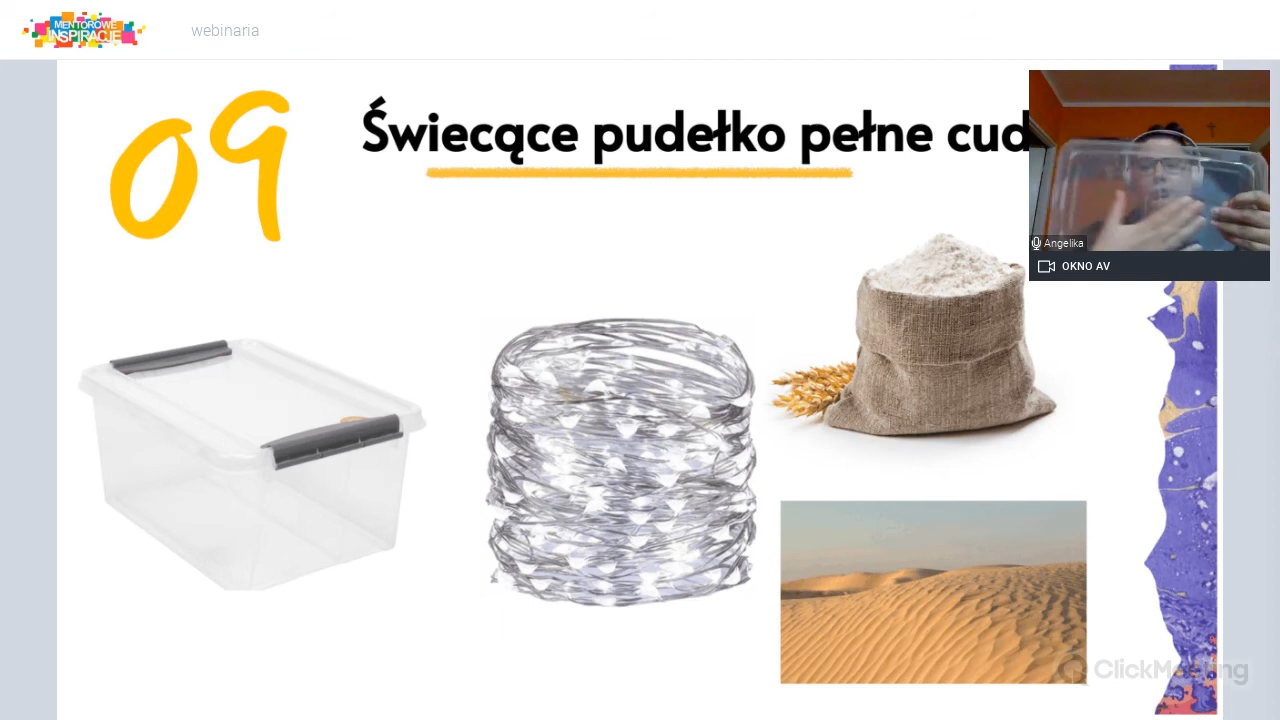 MENTOROWE
INSPIRACJE
webinaria
09
Świecące pudełko pełne cud
Angelika
OKNO AV
ClickMeeting